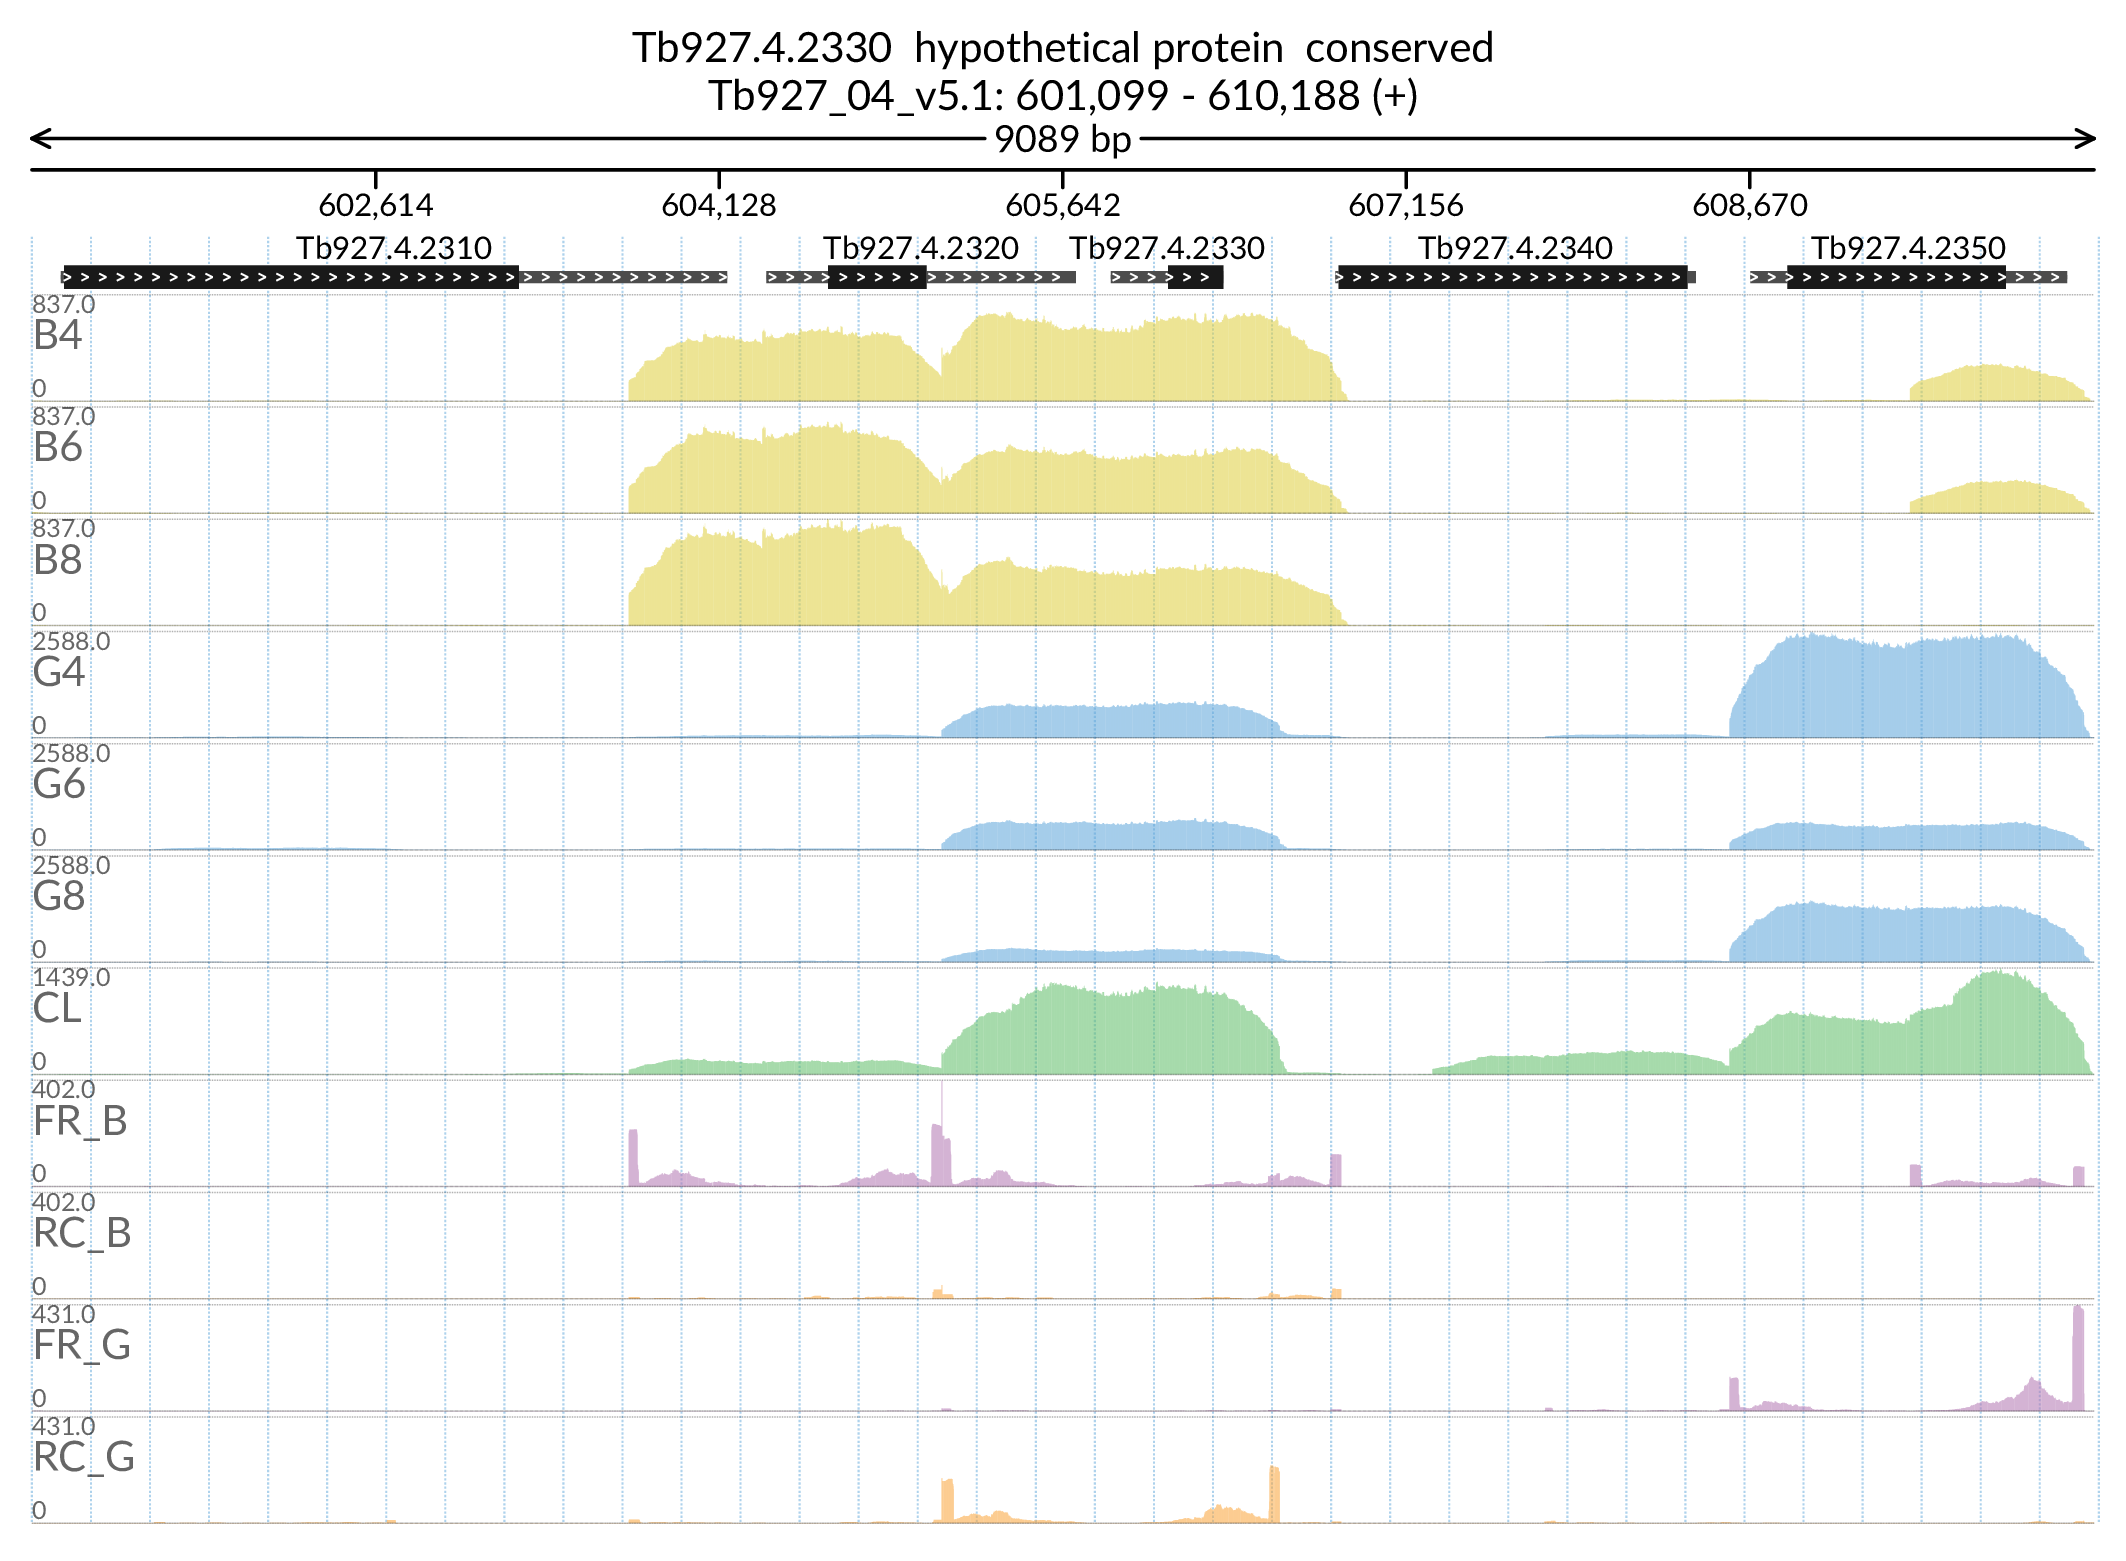 Tb927.4.2330  hypothetical protein  conserved
Tb927_04_v5.1: 601,099 - 610,188 (+)
9089 bp
602,614 604,128 605,642 607,156 608,670
Tb927.4.2310 Tb927.4.2320 Tb927.4.2330 Tb927.4.2340 Tb927.4.2350
837.0
B4
0
837.0
B6
0
837.0
B8
0
2588.0
G4
0
2588.0
G6
0
2588.0
G8
0
1439.0
CL
0
402.0
FR_B
0
402.0
RC_B
0
431.0
FR_G
0
431.0
RC_G
0